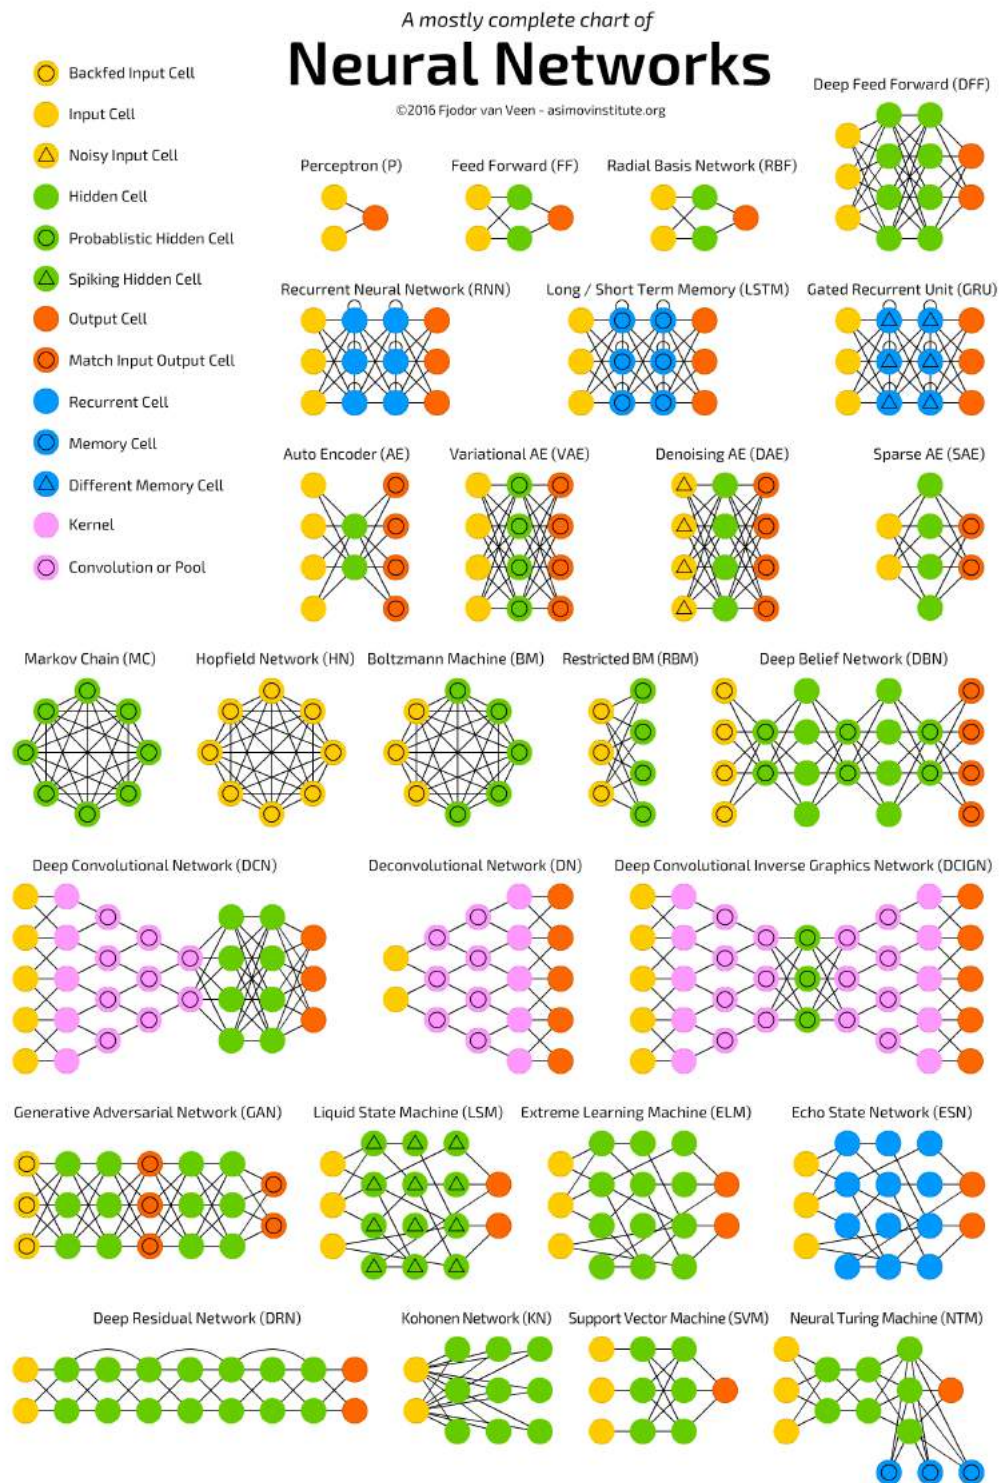 A mostly complete chart of
Neural Networks
©2016 Fjodor van Veen - asimovinstitute.org
Backfed Input Cell
Input Cell
Noisy Input Cell
Hidden Cell
Probablistic Hidden Cell
Spiking Hidden Cell
Output Cell
Match Input Output Cell
Recurrent Cell
Memory Cell
Different Memory Cell
Kernel
Convolution or Pool
Deep Feed Forward (DFF)
Perceptron (P)
Feed Forward (FF)
Radial Basis Network (RBF)
Recurrent Neural Network (RNN)
Long / Short Term Memory (LSTM)
Gated Recurrent Unit (GRU)
Auto Encoder (AE)
Variational AE (VAE)
Denoising AE (DAE)
Sparse AE (SAE)
Markov Chain (MC)
Hopfield Network (HN)
Boltzmann Machine (BM)
Restricted BM (RBM)
Deep Belief Network (DBN)
Deep Convolutional Network (DCN)
Deconvolutional Network (DN)
Deep Convolutional Inverse Graphics Network (DCIGN)
Generative Adversarial Network (GAN)
Liquid State Machine (LSM)
Extreme Learning Machine (ELM)
Echo State Network (ESN)
Deep Residual Network (DRN)
Kohonen Network (KN)
Support Vector Machine (SVM)
Neural Turing Machine (NTM)